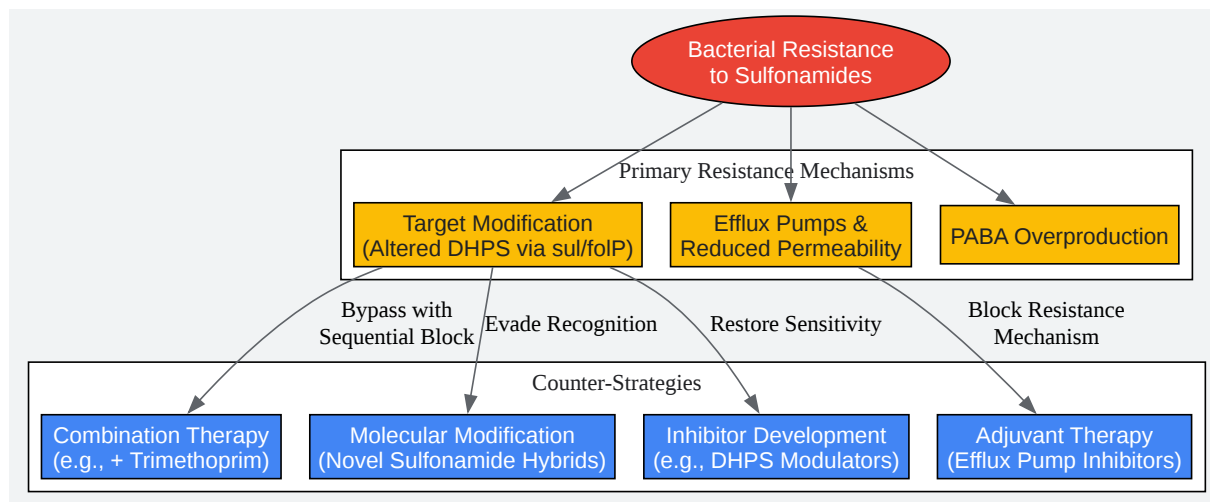 Bacterial Resistance
to Sulfonamides
Primary Resistance Mechanisms
Target Modification
(Altered DHPS via sul/folP)
Efflux Pumps &
Reduced Permeability
PABA Overproduction
Bypass with
Sequential Block
Evade Recognition
Restore Sensitivity
Block Resistance
Mechanism
Counter-Strategies
Combination Therapy
(e.g., + Trimethoprim)
Molecular Modification
(Novel Sulfonamide Hybrids)
Inhibitor Development
(e.g., DHPS Modulators)
Adjuvant Therapy
(Efflux Pump Inhibitors)